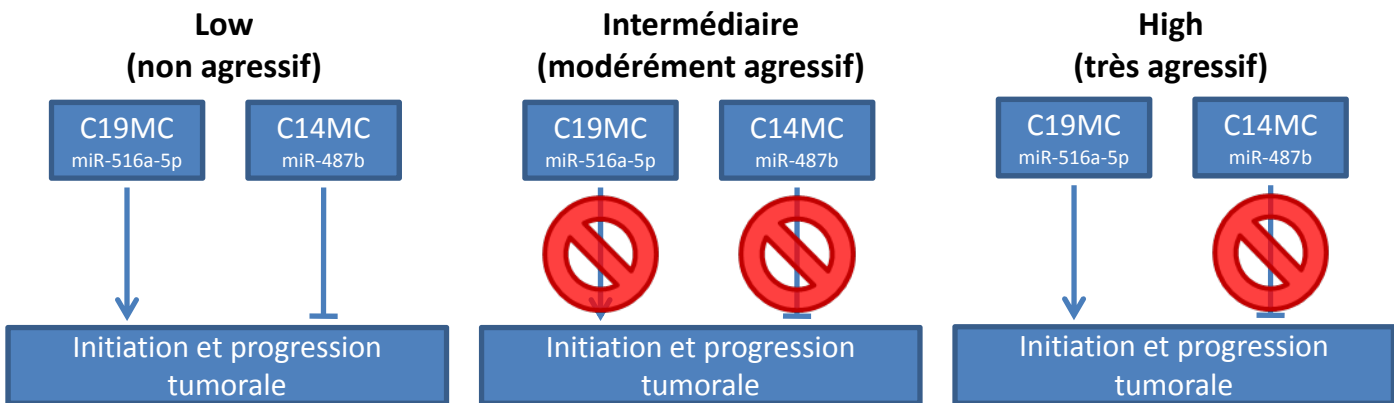 Low
(non agressif)
C19MC
miR-516a-5p
C14MC
miR-487b
Initiation et progression
tumorale
Intermédiaire
(modérément agressif)
C19MC
miR-516a-5p
C14MC
miR-487b
Initiation et progression
tumorale
High
(très agressif)
C19MC
miR-516a-5p
C14MC
miR-487b
Initiation et progression
tumorale